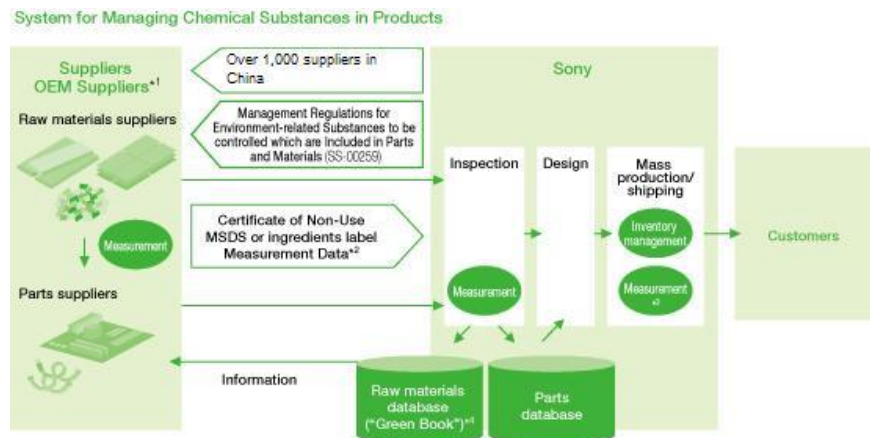 System for Managing Chemical Substances in Products
Suppliers
OEM Suppliers*1
Raw materials suppliers
Measurement
Parts suppliers
Over 1,000 suppliers in
China
Management Regulations for
Environment-related Substances to be
controlled which are Included in Parts
and Materials (SS-00259)
Certificate of Non-Use
MSDS or ingredients label
Measurement Data*2
Information
Sony
Inspection
Measurement
Design
Mass
production/
shipping
Inventory
management
Measurement
*3
Raw materials
database
("Green Book")*4
Parts
database
Customers